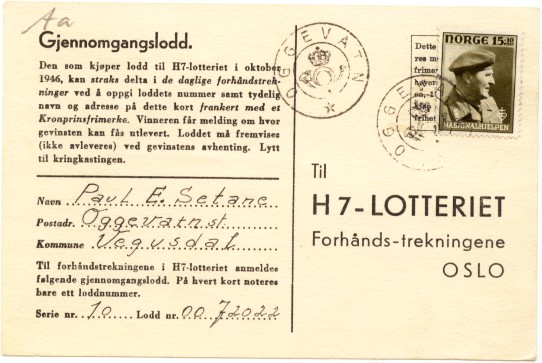 Aa
Gjennomgangslodd.
Den som kjøper lodd til H7-lotteriet i oktober
1946, kan straks delta i de daglige forhåndstrek-
ninger ved å oppgi loddets nummer samt tydelig
navn og adresse på dette kort frankert med et
Kronprinsfrimerke. Vinneren får melding om hvor
gevinsten kan fås utlevert. Loddet må fremvises
(ikke avleveres) ved gevinstens avhenting. Lytt
til kringkastingen.
Navn Paul E. Setane
Postadr. Oggevatn st.
Kommune Vegusdal
Til forhåndstrekningene i H7-lotteriet anmeldes
følgende gjennomgangslodd. På hvert kort noteres
bare ett loddnummer.
Serie nr. 10 Lodd nr. 0072022
OGGEVATN
Dette
frime
NORGE 15+10
NASJONALHJELPEN
OGGE
Til
H7-LOTTERIET
Forhånds-trekningene
OSLO